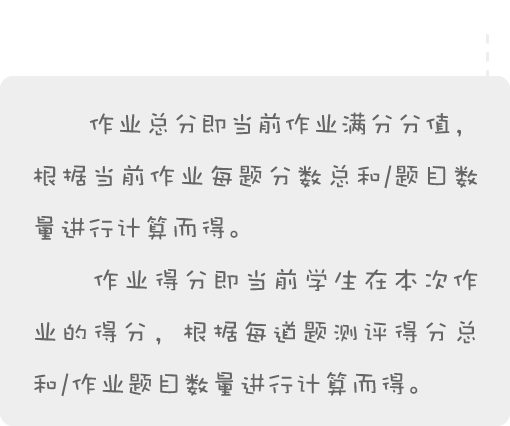 作业总分即当前作业满分分值，
根据当前作业每题分数总和/题目数
量进行计算而得。
作业得分即当前学生在本次作
业的得分，根据每道题测评得分总
和/作业题目数量进行计算而得。